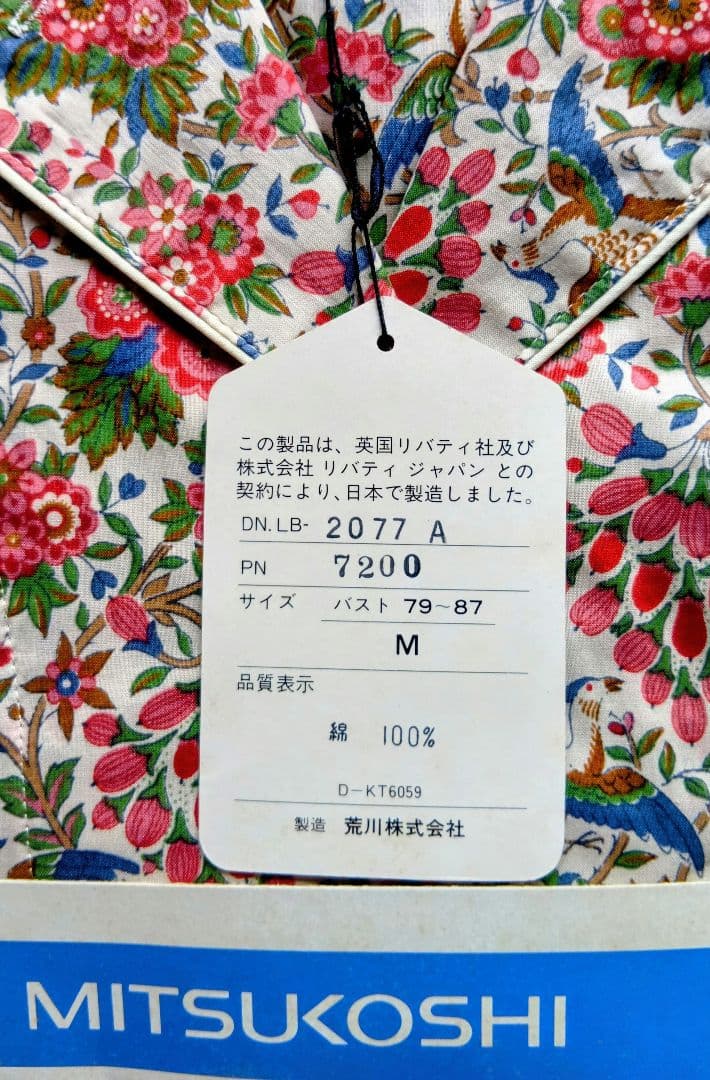 この製品は、英国リバティ社及び
株式会社 リバティ ジャパン との
契約により、日本で製造しました。
DN. LB- 2077 A
PN 7200
サイズ バスト 79~87
M
品質表示
綿 100%
D-KT6059
製造 荒川株式会社
MITSUKOSHI